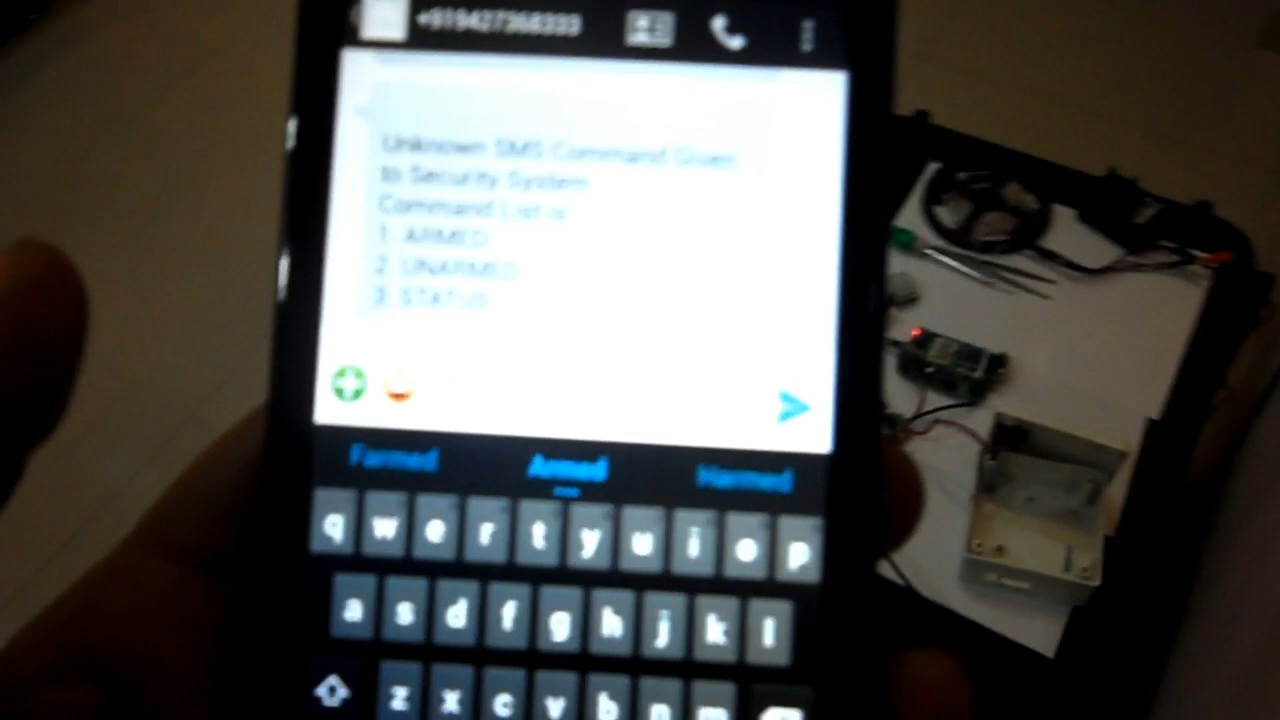 +919427368333
Unknown SMS Command Given
to Security System
Command List is
1. ARMED
2. UNARMED
3. STATUS
Farmed Armed Harmed
q w e r t y u i o p
a s d f g h j k l
z x c v b n m